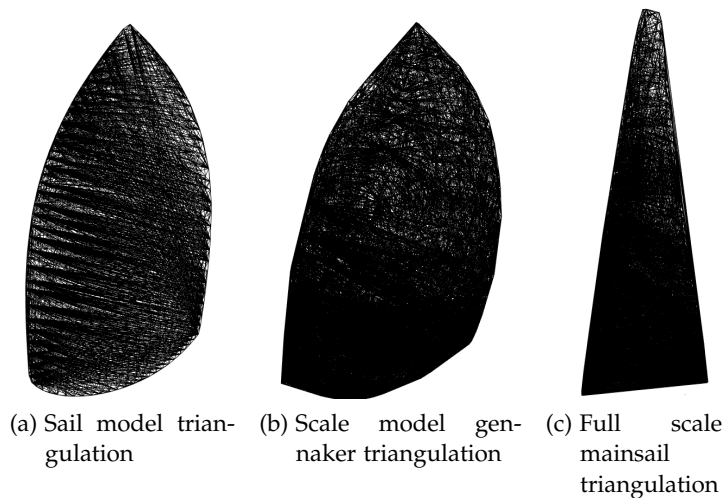 (a) Sail model trian-
gulation
(b) Scale model gen-
naker triangulation
(c) Full scale
mainsail
triangulation